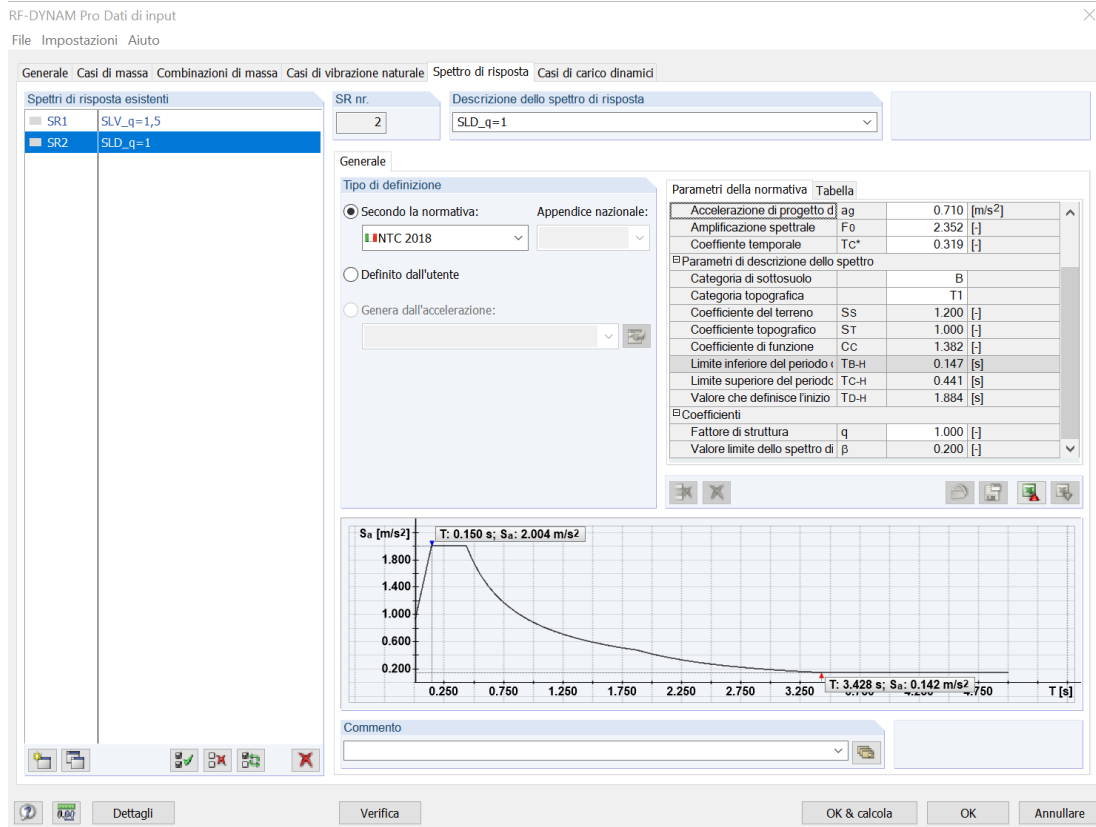 RF-DYNAM Pro Dati di input
File Impostazioni Aiuto
Generale Casi di massa Combinazioni di massa Casi di vibrazione naturale Spettro di risposta Casi di carico dinamici
Spettri di risposta esistenti
SR1 SLV_q=1,5
SR2 SLD_q=1
SR nr.
2
Descrizione dello spettro di risposta
SLD_q=1
Generale
Tipo di definizione
Secondo la normativa: Appendice nazionale:
NTC 2018
Definito dall'utente
Genera dall'accelerazione:
Parametri della normativa Tabella
Accelerazione di progetto d ag 0.710 [m/s2]
Amplificazione spettrale F0 2.352 [-]
Coeffiente temporale TC* 0.319 [-]
Parametri di descrizione dello spettro
Categoria di sottosuolo B
Categoria topografica T1
Coefficiente del terreno SS 1.200 [-]
Coefficiente topografico ST 1.000 [-]
Coefficiente di funzione CC 1.382 [-]
Limite inferiore del periodo TB-H 0.147 [s]
Limite superiore del periodo TC-H 0.441 [s]
Valore che definisce l'inizio TD-H 1.884 [s]
Coefficienti
Fattore di struttura q 1.000 [-]
Valore limite dello spettro di β 0.200 [-]
Sa [m/s2]
T: 0.150 s; Sa: 2.004 m/s2
1.800
1.400
1.000
0.600
0.200
T: 3.428 s; Sa: 0.142 m/s2
0.250 0.750 1.250 1.750 2.250 2.750 3.250 T [s]
Commento
Dettagli Verifica OK & calcola OK Annullare